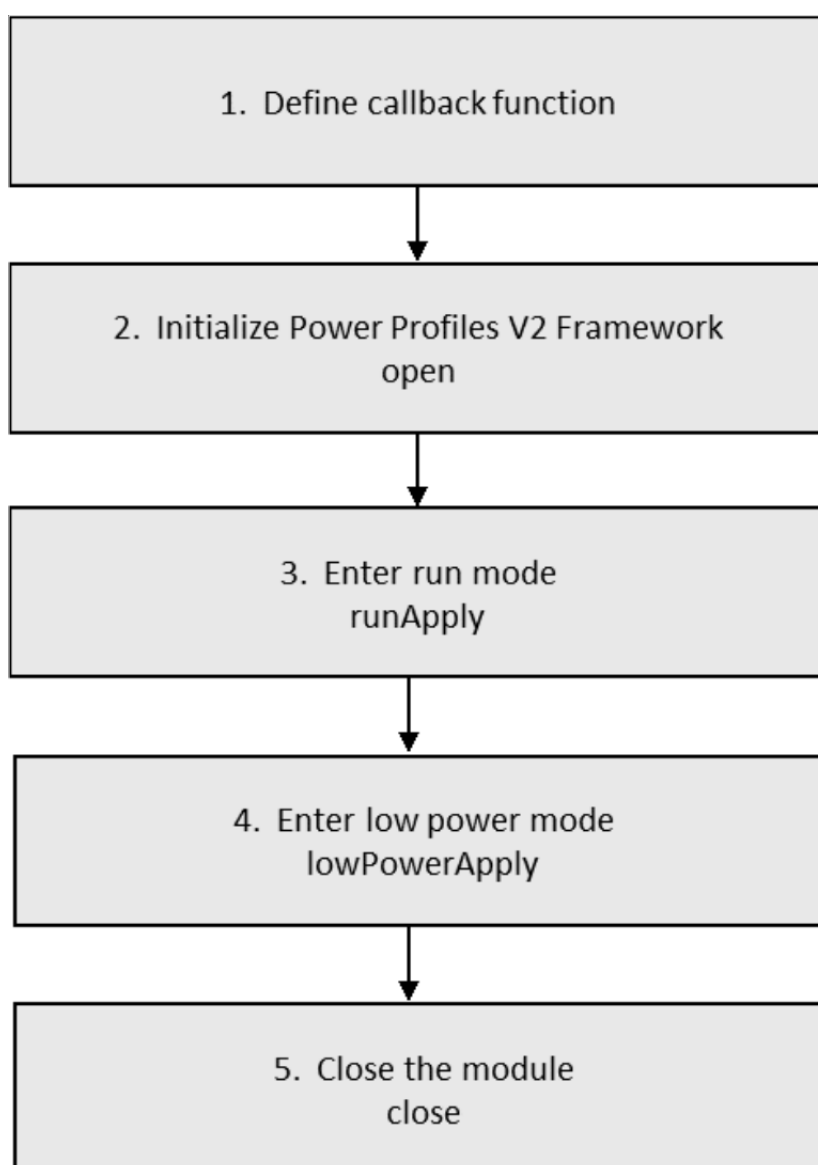 1. Define callback function
2. Initialize Power Profiles V2 Framework
open
3. Enter run mode
runApply
4. Enter low power mode
lowPowerApply
5. Close the module
close